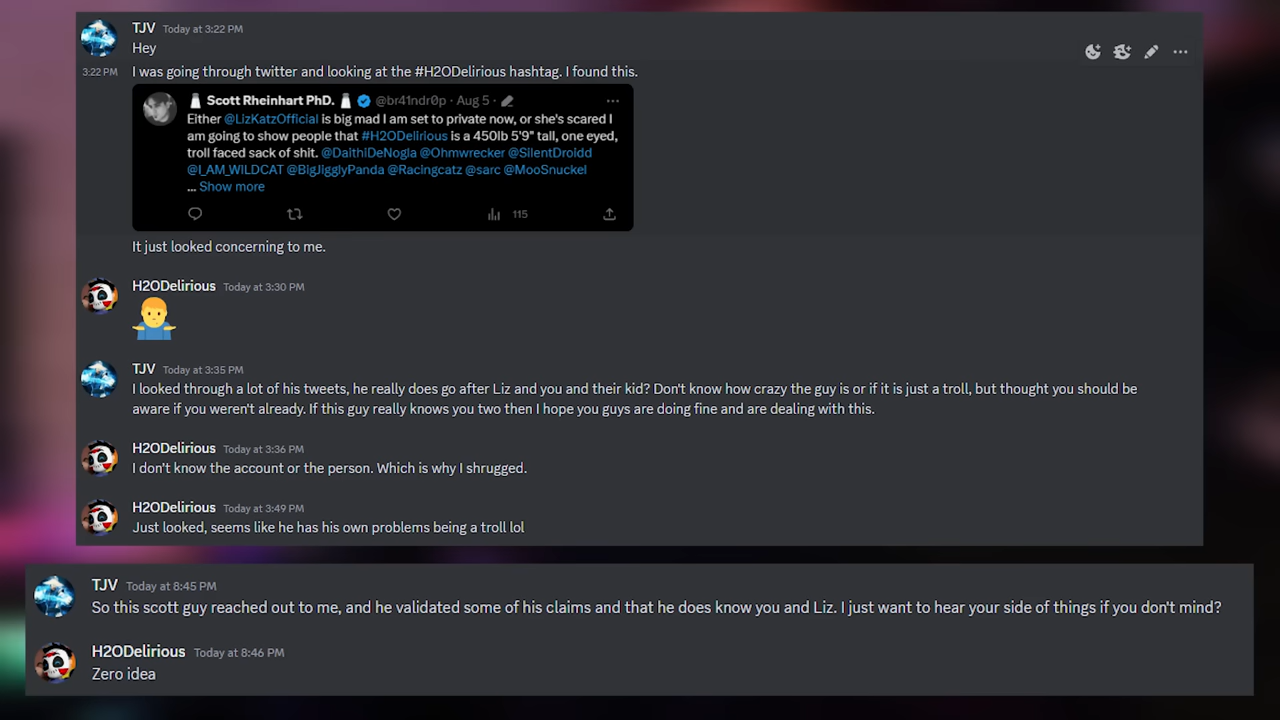 TJV Today at 3:22 PM
Hey
3:22 PM I was going through twitter and looking at the #H2ODelirious hashtag. I found this.
Scott Rheinhart PhD. @br41ndr0p · Aug 5 ·
Either @LizKatzOfficial is big mad I am set to private now, or she's scared I
am going to show people that #H2ODelirious is a 450lb 5'9" tall, one eyed,
troll faced sack of shit. @DaithiDeNogla @Ohmwrecker @SilentDroidd
@I_AM_WILDCAT @BigJigglyPanda @Racingcatz @sarc @MooSnuckel
... Show more
115
It just looked concerning to me.
H2ODelirious Today at 3:30 PM
TJV Today at 3:35 PM
I looked through a lot of his tweets, he really does go after Liz and you and their kid? Don't know how crazy the guy is or if it is just a troll, but thought you should be
aware if you weren't already. If this guy really knows you two then I hope you guys are doing fine and are dealing with this.
H2ODelirious Today at 3:36 PM
I don't know the account or the person. Which is why I shrugged.
H2ODelirious Today at 3:49 PM
Just looked, seems like he has his own problems being a troll lol
TJV Today at 8:45 PM
So this scott guy reached out to me, and he validated some of his claims and that he does know you and Liz. I just want to hear your side of things if you don't mind?
H2ODelirious Today at 8:46 PM
Zero idea